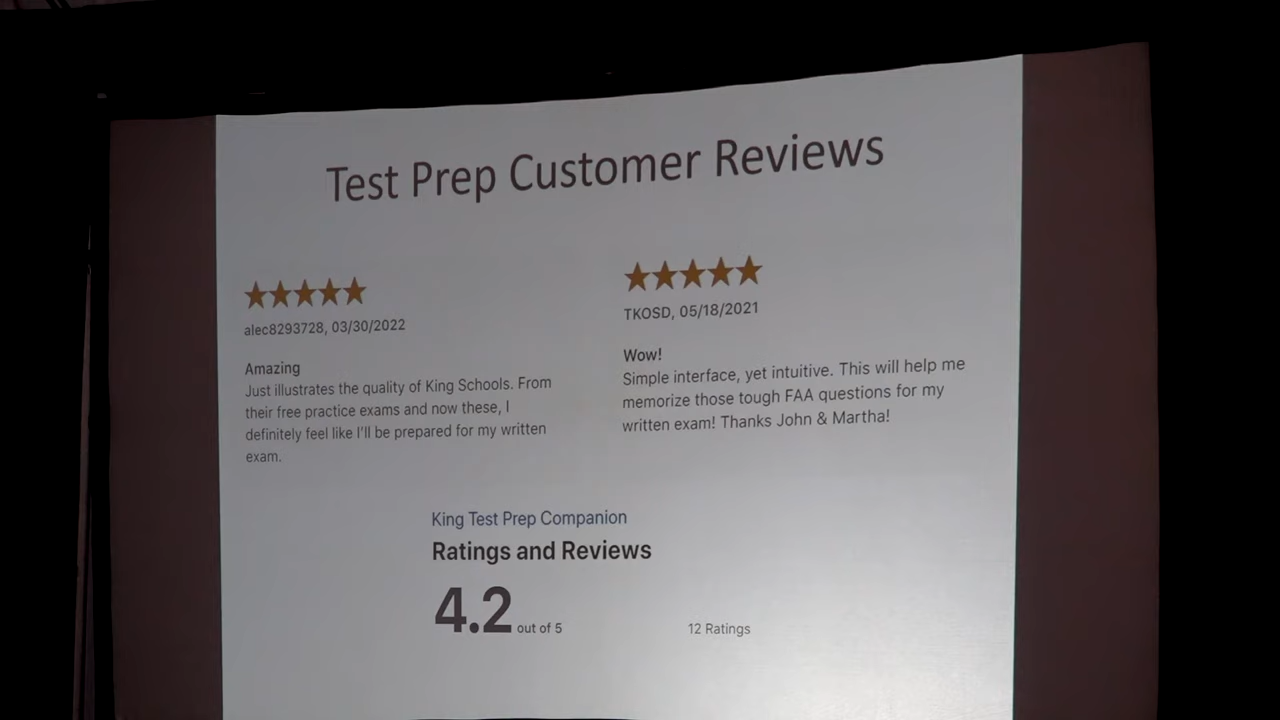 Test Prep Customer Reviews
alec8293728, 03/30/2022
Amazing
Just illustrates the quality of King Schools. From
their free practice exams and now these, I
definitely feel like I'll be prepared for my written
exam.
TKOSD, 05/18/2021
Wow!
Simple interface, yet intuitive. This will help me
memorize those tough FAA questions for my
written exam! Thanks John & Martha!
King Test Prep Companion
Ratings and Reviews
4.2 out of 5
12 Ratings